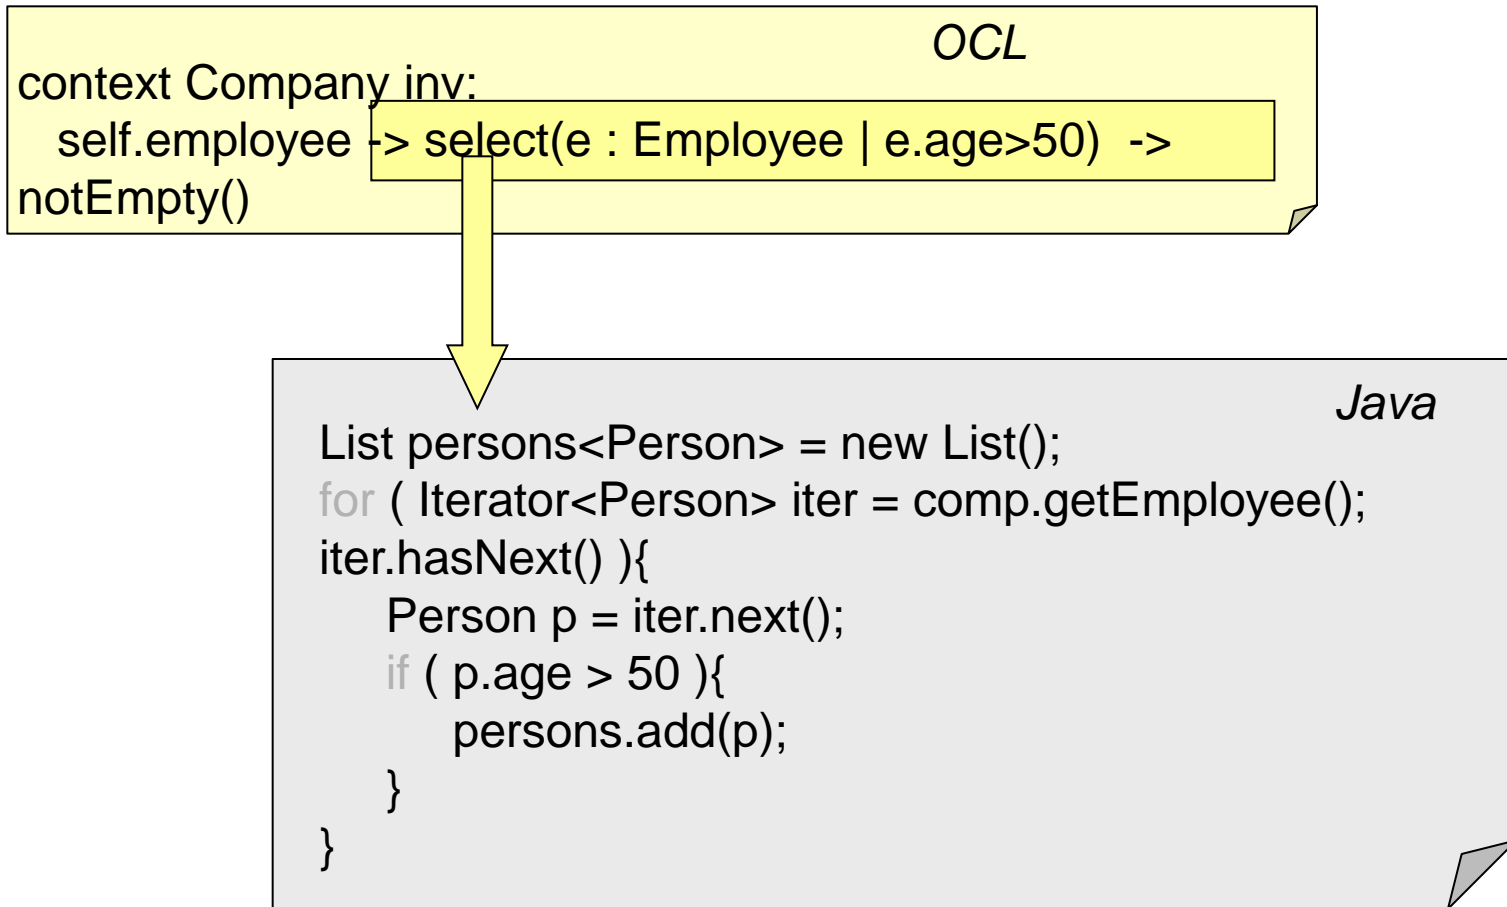 OCL
context Company inv:
self.employee -> select(e : Employee | e.age>50) ->
notEmpty()
Java
List persons<Person> = new List();
for ( Iterator<Person> iter = comp.getEmployee();
iter.hasNext() ){
Person p = iter.next();
if ( p.age > 50 ){
persons.add(p);
}
}